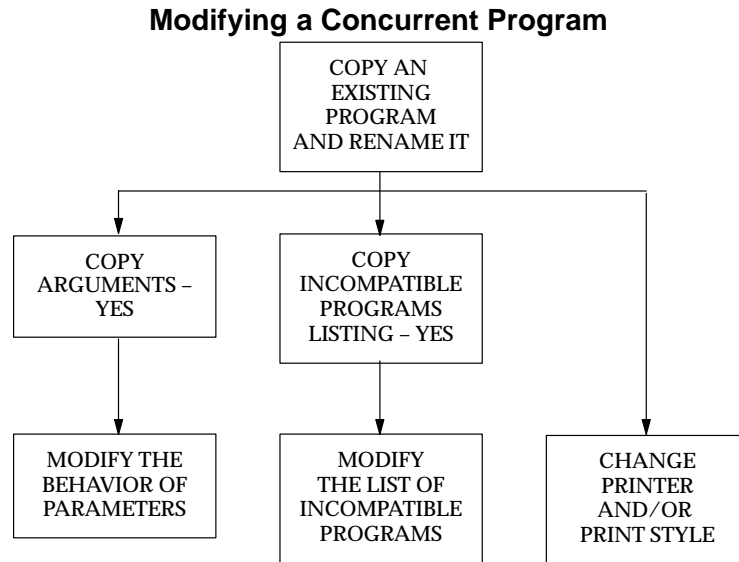 Modifying a Concurrent Program
COPY AN
EXISTING
PROGRAM
AND RENAME IT
COPY
ARGUMENTS –
YES
COPY
INCOMPATIBLE
PROGRAMS
LISTING – YES
MODIFY THE
BEHAVIOR OF
PARAMETERS
MODIFY
THE LIST OF
INCOMPATIBLE
PROGRAMS
CHANGE
PRINTER
AND/OR
PRINT STYLE